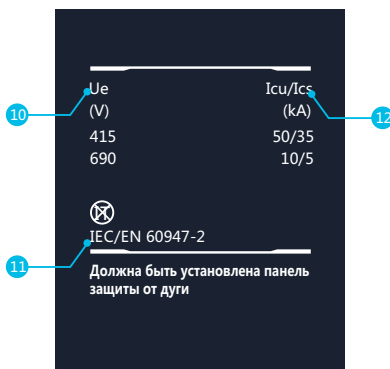 Ue Icu/Ics
10 (V) (kA) 12
415 50/35
690 10/5
IT
IEC/EN 60947-2
11
Должна быть установлена панель
защиты от дуги